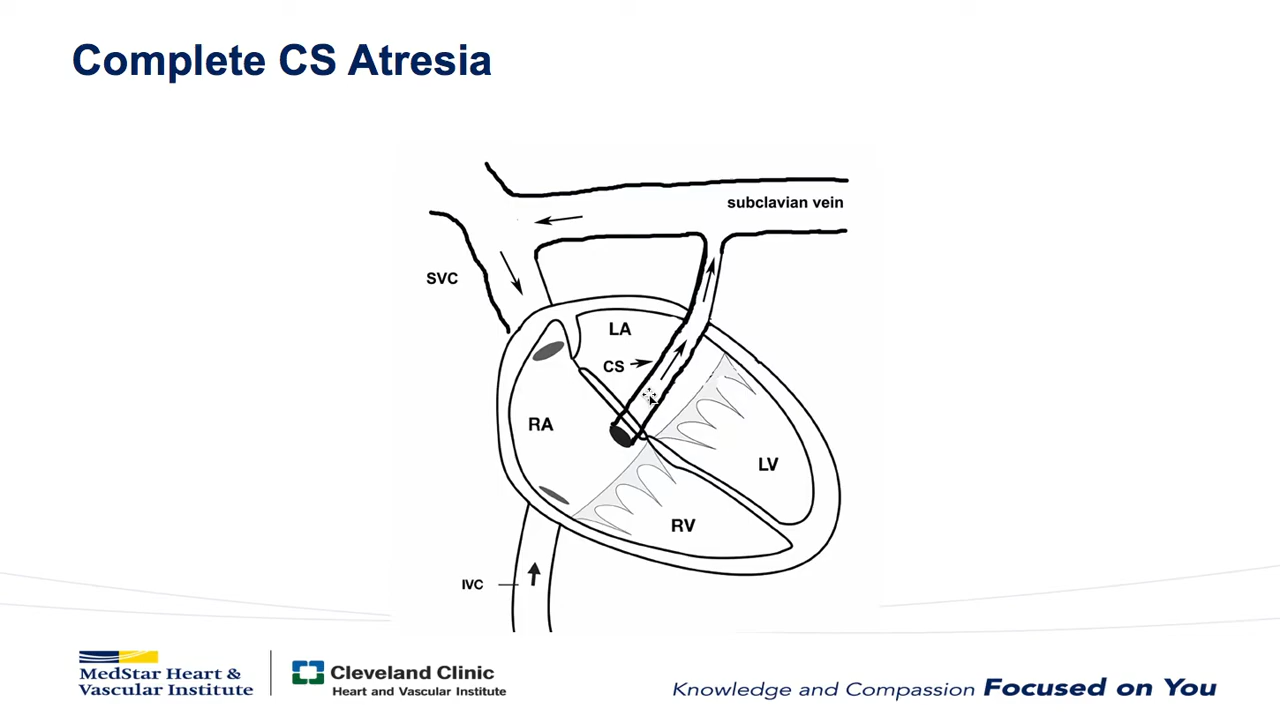 Complete CS Atresia
subclavian vein
SVC
LA
CS
RA
LV
RV
IVC
MedStar Heart &
Vascular Institute
Cleveland Clinic
Heart and Vascular Institute
Knowledge and Compassion Focused on You